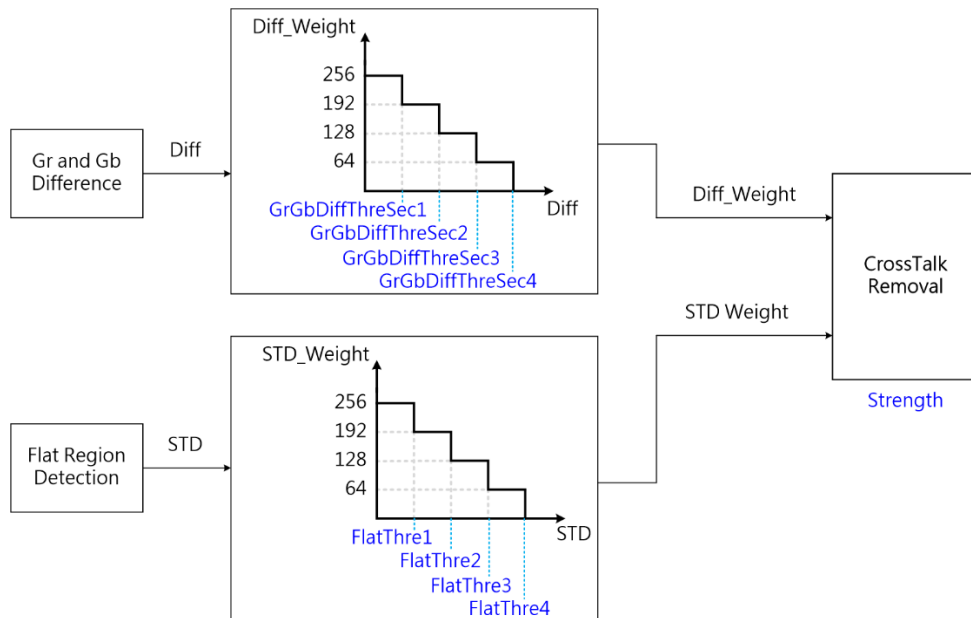 Gr and Gb
Difference
Diff
Diff_Weight
256
192
128
64
Diff
GrGbDiffThreSec1
GrGbDiffThreSec2
GrGbDiffThreSec3
GrGbDiffThreSec4
Diff_Weight
CrossTalk
Removal
STD Weight
Strength
Flat Region
Detection
STD
STD_Weight
256
192
128
64
STD
FlatThre1
FlatThre2
FlatThre3
FlatThre4